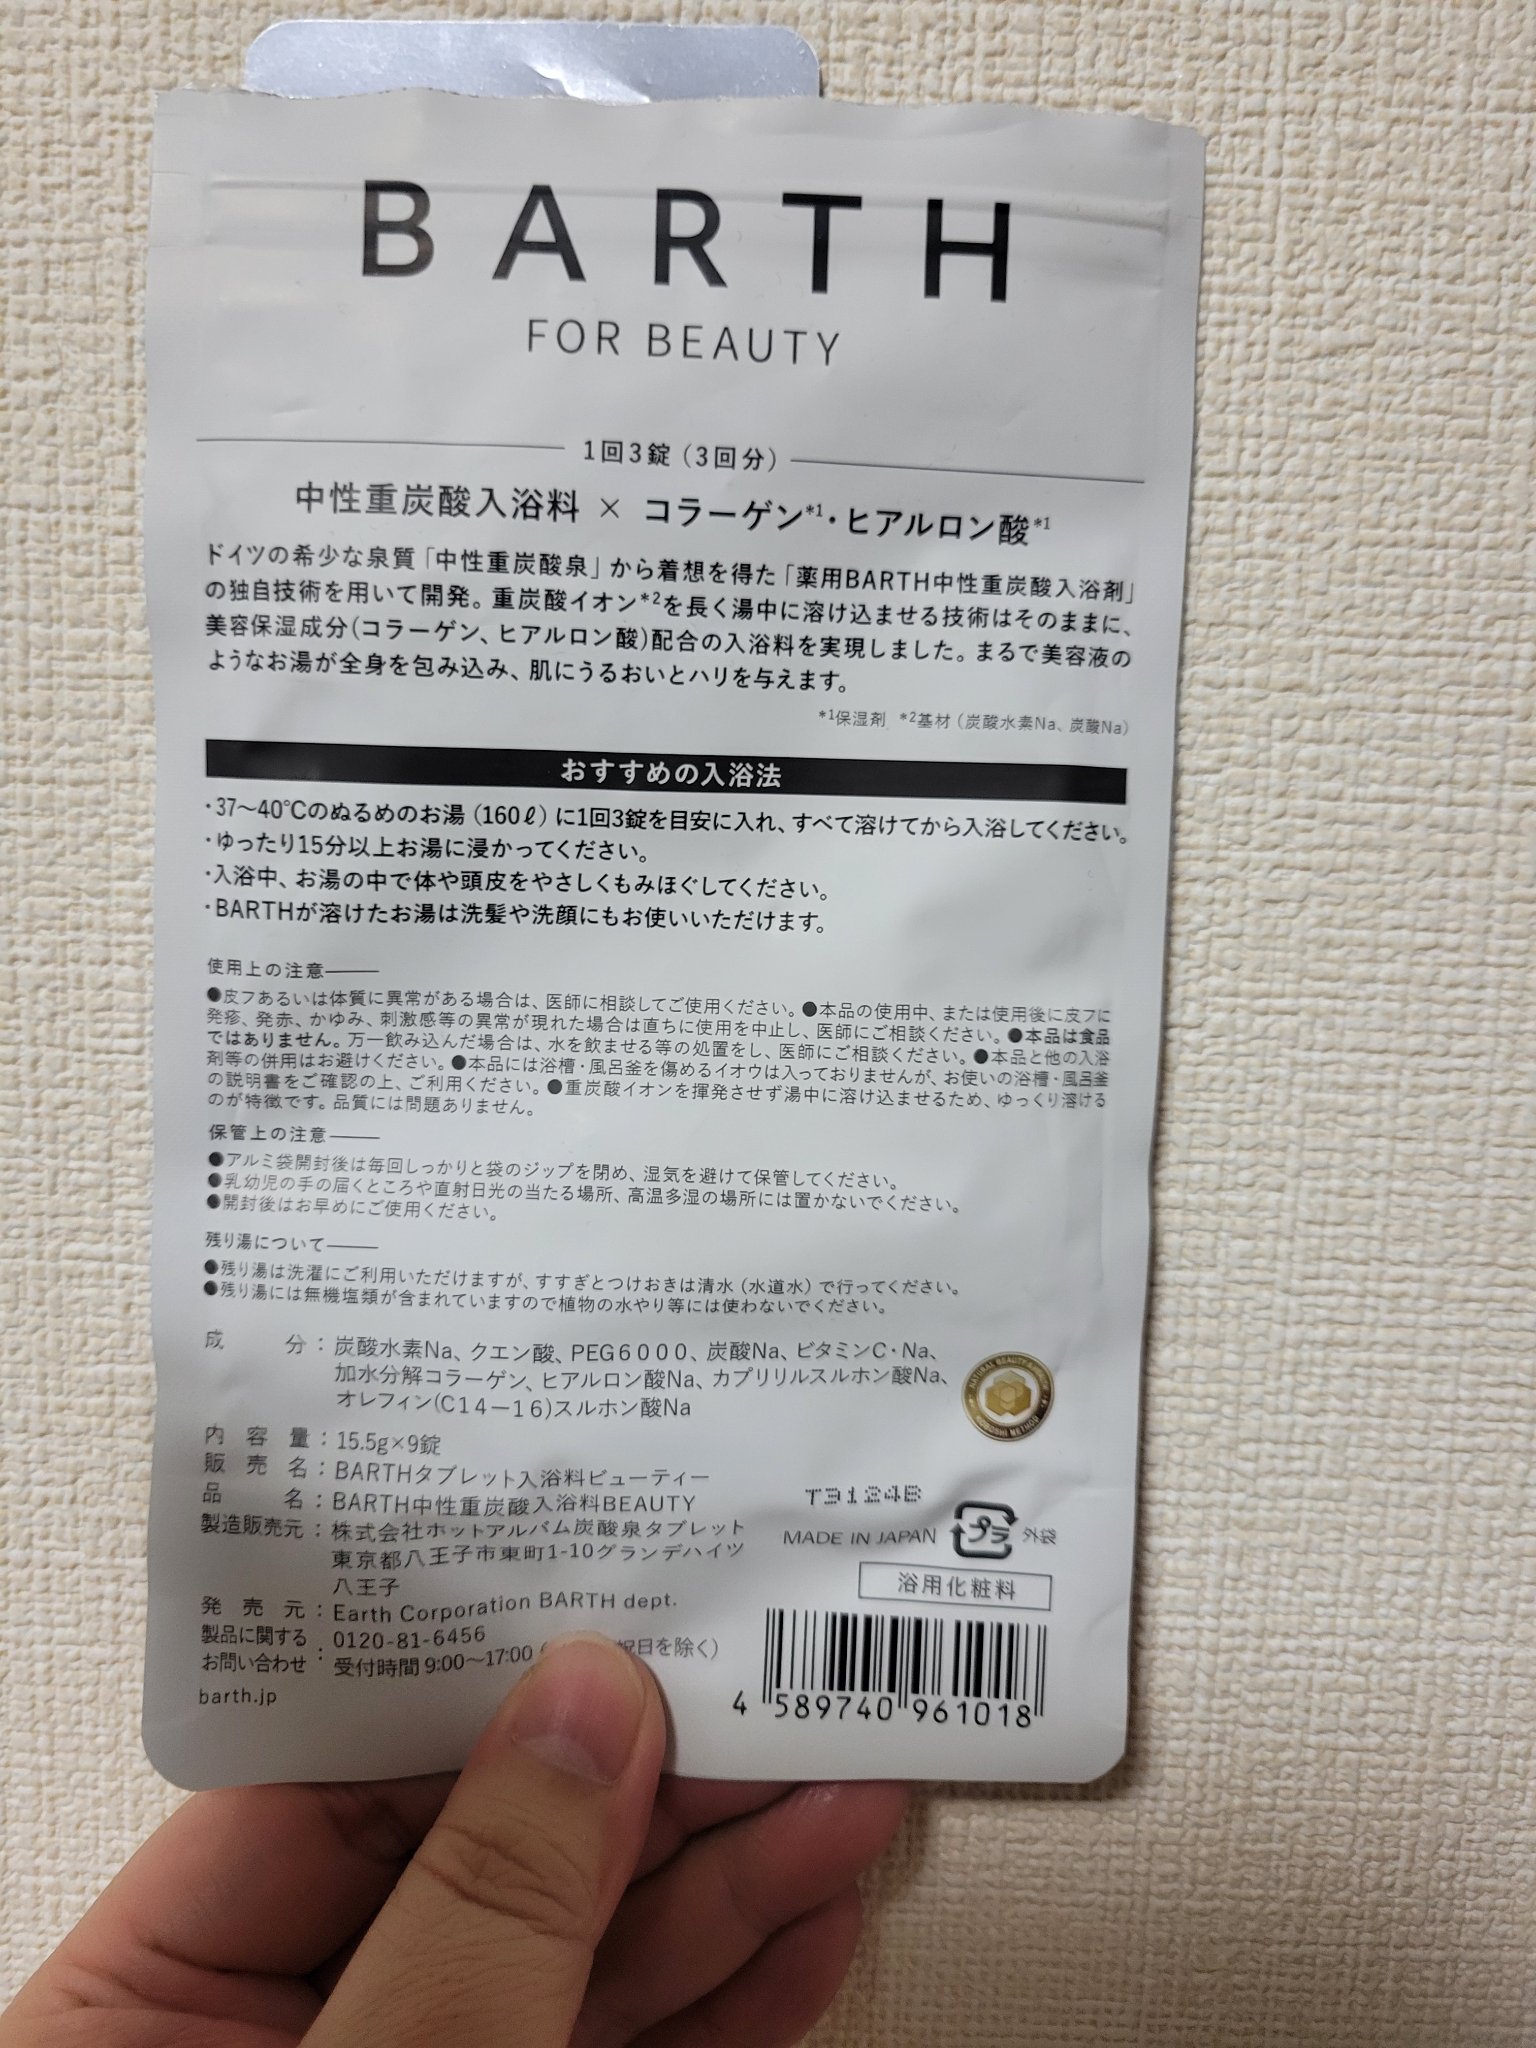 BARTH
FOR BEAUTY
1回3錠(3回分)
中性重炭酸入浴料 × コラーゲン*1・ヒアルロン酸*1
ドイツの希少な泉質「中性重炭酸泉」から着想を得た「薬用BARTH中性重炭酸入浴剤」
の独自技術を用いて開発。重炭酸イオン*2を長く湯中に溶け込ませる技術はそのままに、
美容保湿成分(コラーゲン、ヒアルロン酸)配合の入浴料を実現しました。まるで美容液の
ようなお湯が全身を包み込み、肌にうるおいとハリを与えます。
*1保湿剤 *2基材(炭酸水素Na、炭酸Na)
おすすめの入浴法
・37〜40℃のぬるめのお湯(160ℓ)に1回3錠を目安に入れ、すべて溶けてから入浴してください。
・ゆったり15分以上お湯に浸かってください。
・入浴中、お湯の中で体や頭皮をやさしくもみほぐしてください。
・BARTHが溶けたお湯は洗髪や洗顔にもお使いいただけます。
使用上の注意――
●皮フあるいは体質に異常がある場合は、医師に相談してご使用ください。●本品の使用中、または使用後に皮フに
発疹、発赤、かゆみ、刺激感等の異常が現れた場合は直ちに使用を中止し、医師にご相談ください。●本品は食品
ではありません。万一飲み込んだ場合は、水を飲ませる等の処置をし、医師にご相談ください。●本品と他の入浴
剤等の併用はお避けください。●本品には浴槽・風呂釜を傷めるイオウは入っておりませんが、お使いの浴槽・風呂釜
の説明書をご確認の上、ご利用ください。●重炭酸イオンを揮発させず湯中に溶け込ませるため、ゆっくり溶ける
のが特徴です。品質には問題ありません。
保管上の注意――
●アルミ袋開封後は毎回しっかりと袋のジップを閉め、湿気を避けて保管してください。
●乳幼児の手の届くところや直射日光の当たる場所、高温多湿の場所には置かないでください。
●開封後はお早めにご使用ください。
残り湯について――
●残り湯は洗濯にご利用いただけますが、すすぎとつけおきは清水(水道水)で行ってください。
●残り湯には無機塩類が含まれていますので植物の水やり等には使わないでください。
成分:炭酸水素Na、クエン酸、PEG6000、炭酸Na、ビタミンC・Na、
加水分解コラーゲン、ヒアルロン酸Na、カプリリルスルホン酸Na、
オレフィン(C14ー16)スルホン酸Na
内容量:15.5g×9錠
販売名:BARTHタブレット入浴料ビューティー
品名:BARTH中性重炭酸入浴料BEAUTY
製造販売元:株式会社ホットアルバム炭酸泉タブレット
東京都八王子市東町1-10グランデハイツ
八王子
発売元:Earth Corporation BARTH dept.
製品に関する
お問い合わせ:0120-81-6456
受付時間 9:00〜17:00 祝日を除く)
barth.jp
T3124B
MADE IN JAPAN プラ 外袋
浴用化粧料
4 589740 961018